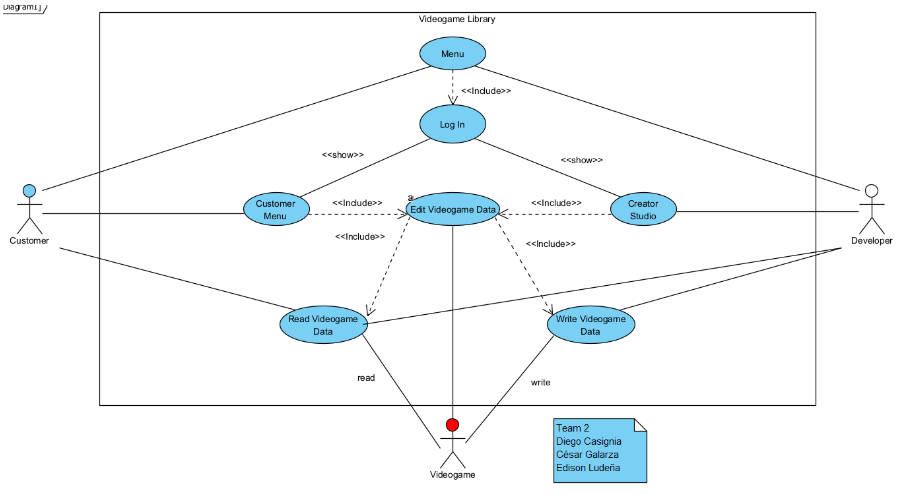 Diagram1]
Videogame Library
Menu
<<Include>>
Log In
<<show>>
<<show>>
Customer
Menu
<<Include>>
a
Edit Videogame Data
<<Include>>
Creator
Studio
Customer
Developer
<<Include>>
<<Include>>
Read Videogame
Data
Write Videogame
Data
read
write
Videogame
Team 2
Diego Casignia
César Galarza
Edison Ludeña